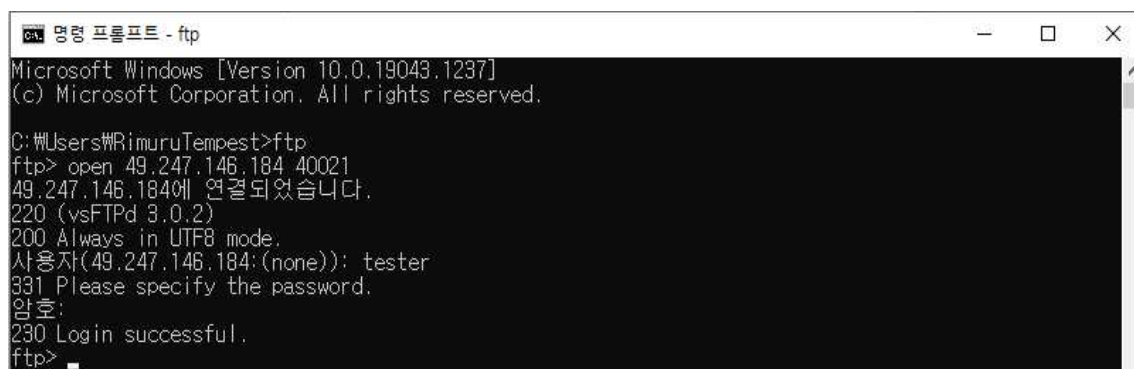 명령 프롬프트 - ftp
Microsoft Windows [Version 10.0.19043.1237]
(c) Microsoft Corporation. All rights reserved.
C:₩Users₩RimuruTempest>ftp
ftp> open 49.247.146.184 40021
49.247.146.184에 연결되었습니다.
220 (vsFTPd 3.0.2)
200 Always in UTF8 mode.
사용자(49.247.146.184:(none)): tester
331 Please specify the password.
암호:
230 Login successful.
ftp>